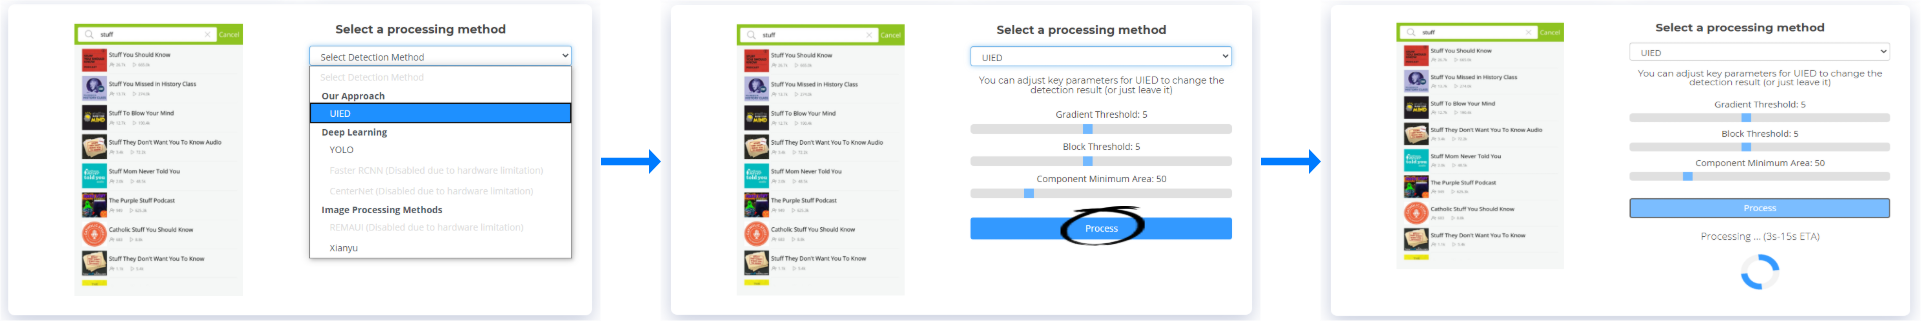 stuff
Cancel
Stuff You Should Know
Stuff You Missed in History Class
Stuff To Blow Your Mind
Stuff They Don't Want You To Know Audio
Stuff Mom Never Told You
The Purple Stuff Podcast
Catholic Stuff You Should Know
Stuff They Don't Want You To Know
Select a processing method
Select Detection Method
Select Detection Method
Our Approach
UIED
Deep Learning
YOLO
Faster RCNN (Disabled due to hardware limitation)
CenterNet (Disabled due to hardware limitation)
Image Processing Methods
REMAUI (Disabled due to hardware limitation)
Xianyu
stuff
Cancel
Stuff You Should Know
Stuff You Missed in History Class
Stuff To Blow Your Mind
Stuff They Don't Want You To Know Audio
Stuff Mom Never Told You
The Purple Stuff Podcast
Catholic Stuff You Should Know
Stuff They Don't Want You To Know
Select a processing method
UIED
You can adjust key parameters for UIED to change the
detection result (or just leave it)
Gradient Threshold: 5
Block Threshold: 5
Component Minimum Area: 50
Process
stuff
Cancel
Stuff You Should Know
Stuff You Missed in History Class
Stuff To Blow Your Mind
Stuff They Don't Want You To Know Audio
Stuff Mom Never Told You
The Purple Stuff Podcast
Catholic Stuff You Should Know
Stuff They Don't Want You To Know
Select a processing method
UIED
You can adjust key parameters for UIED to change the
detection result (or just leave it)
Gradient Threshold: 5
Block Threshold: 5
Component Minimum Area: 50
Process
Processing ... (3s-15s ETA)